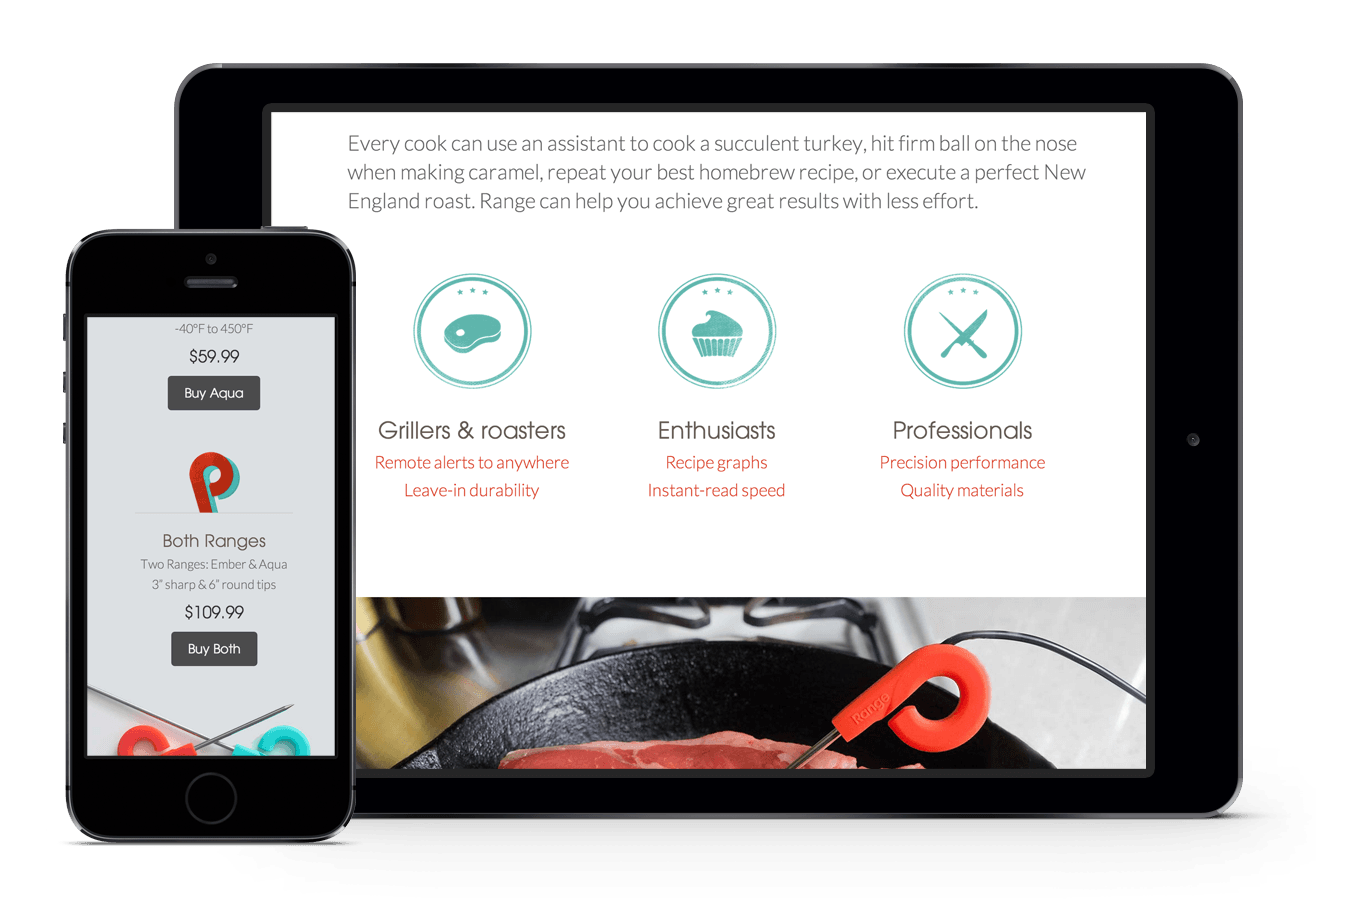 Every cook can use an assistant to cook a succulent turkey, hit firm ball on the nose
when making caramel, repeat your best homebrew recipe, or execute a perfect New
England roast. Range can help you achieve great results with less effort.
Grillers & roasters
Remote alerts to anywhere
Leave-in durability
Enthusiasts
Recipe graphs
Instant-read speed
Professionals
Precision performance
Quality materials
Range
-40°F to 450°F
$59.99
Buy Aqua
Both Ranges
Two Ranges: Ember & Aqua
3” sharp & 6” round tips
$109.99
Buy Both